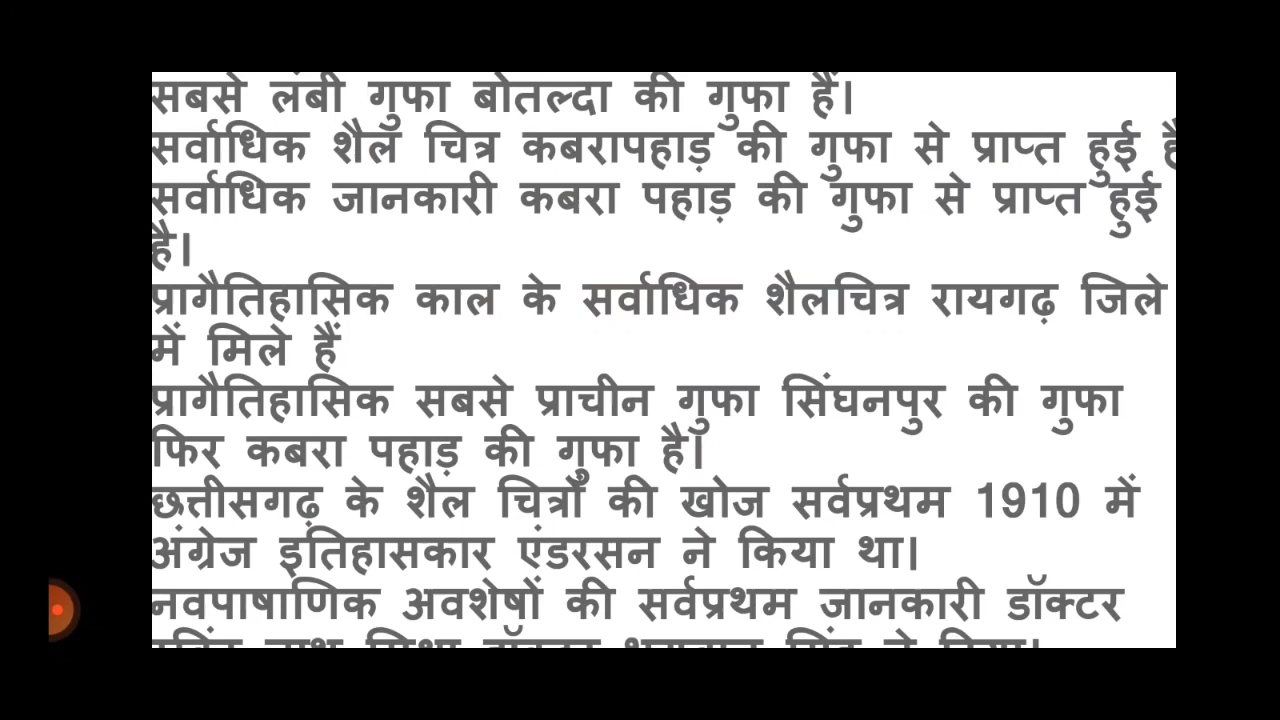 सबसे लंबी गुफा बोतल्दा की गुफा हैं।
सर्वाधिक शैल चित्र कबरापहाड़ की गुफा से प्राप्त हुई है
सर्वाधिक जानकारी कबरा पहाड़ की गुफा से प्राप्त हुई
है।
प्रागैतिहासिक काल के सर्वाधिक शैलचित्र रायगढ़ जिले
में मिले हैं
प्रागैतिहासिक सबसे प्राचीन गुफा सिंघनपुर की गुफा
फिर कबरा पहाड़ की गुफा है।
छत्तीसगढ़ के शैल चित्रों की खोज सर्वप्रथम 1910 में
अंग्रेज इतिहासकार एंडरसन ने किया था।
नवपाषाणिक अवशेषों की सर्वप्रथम जानकारी डॉक्टर